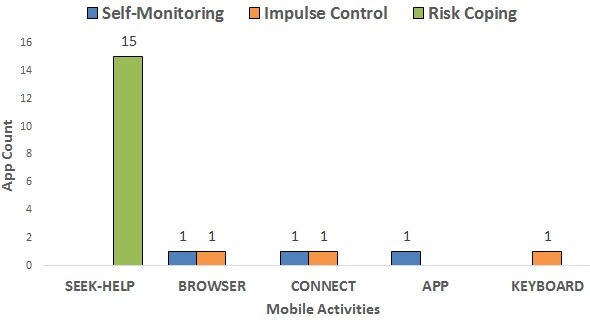 Self-Monitoring Impulse Control Risk Coping
16
14
12
10
8
6
4
2
0
App Count
15
1 1 1 1 1 1
SEEK-HELP BROWSER CONNECT APP KEYBOARD
Mobile Activities